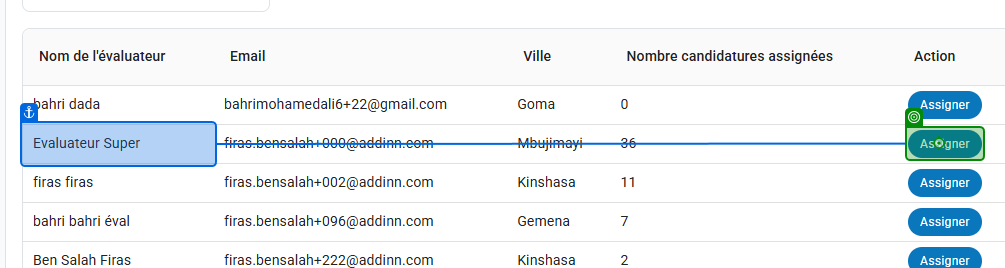 Nom de l'évaluateur Email Ville Nombre candidatures assignées Action
bahri dada bahrimohamedali6+22@gmail.com Goma 0 Assigner
Evaluateur Super firas.bensalah+000@addinn.com Mbujimayi 36 Assigner
firas firas firas.bensalah+002@addinn.com Kinshasa 11 Assigner
bahri bahri éval firas.bensalah+096@addinn.com Gemena 7 Assigner
Ben Salah Firas firas.bensalah+222@addinn.com Kinshasa 2 Assigner